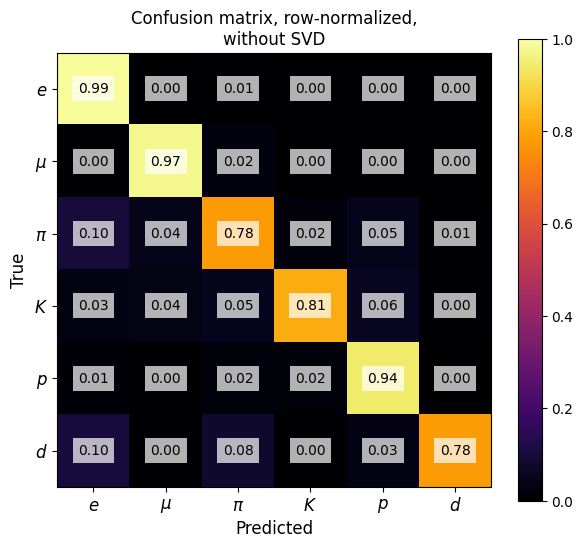 Confusion matrix, row-normalized,
without SVD
True
e 0.99 0.00 0.01 0.00 0.00 0.00
μ 0.00 0.97 0.02 0.00 0.00 0.00
π 0.10 0.04 0.78 0.02 0.05 0.01
K 0.03 0.04 0.05 0.81 0.06 0.00
p 0.01 0.00 0.02 0.02 0.94 0.00
d 0.10 0.00 0.08 0.00 0.03 0.78
e μ π K p d
Predicted
1.0
0.8
0.6
0.4
0.2
0.0